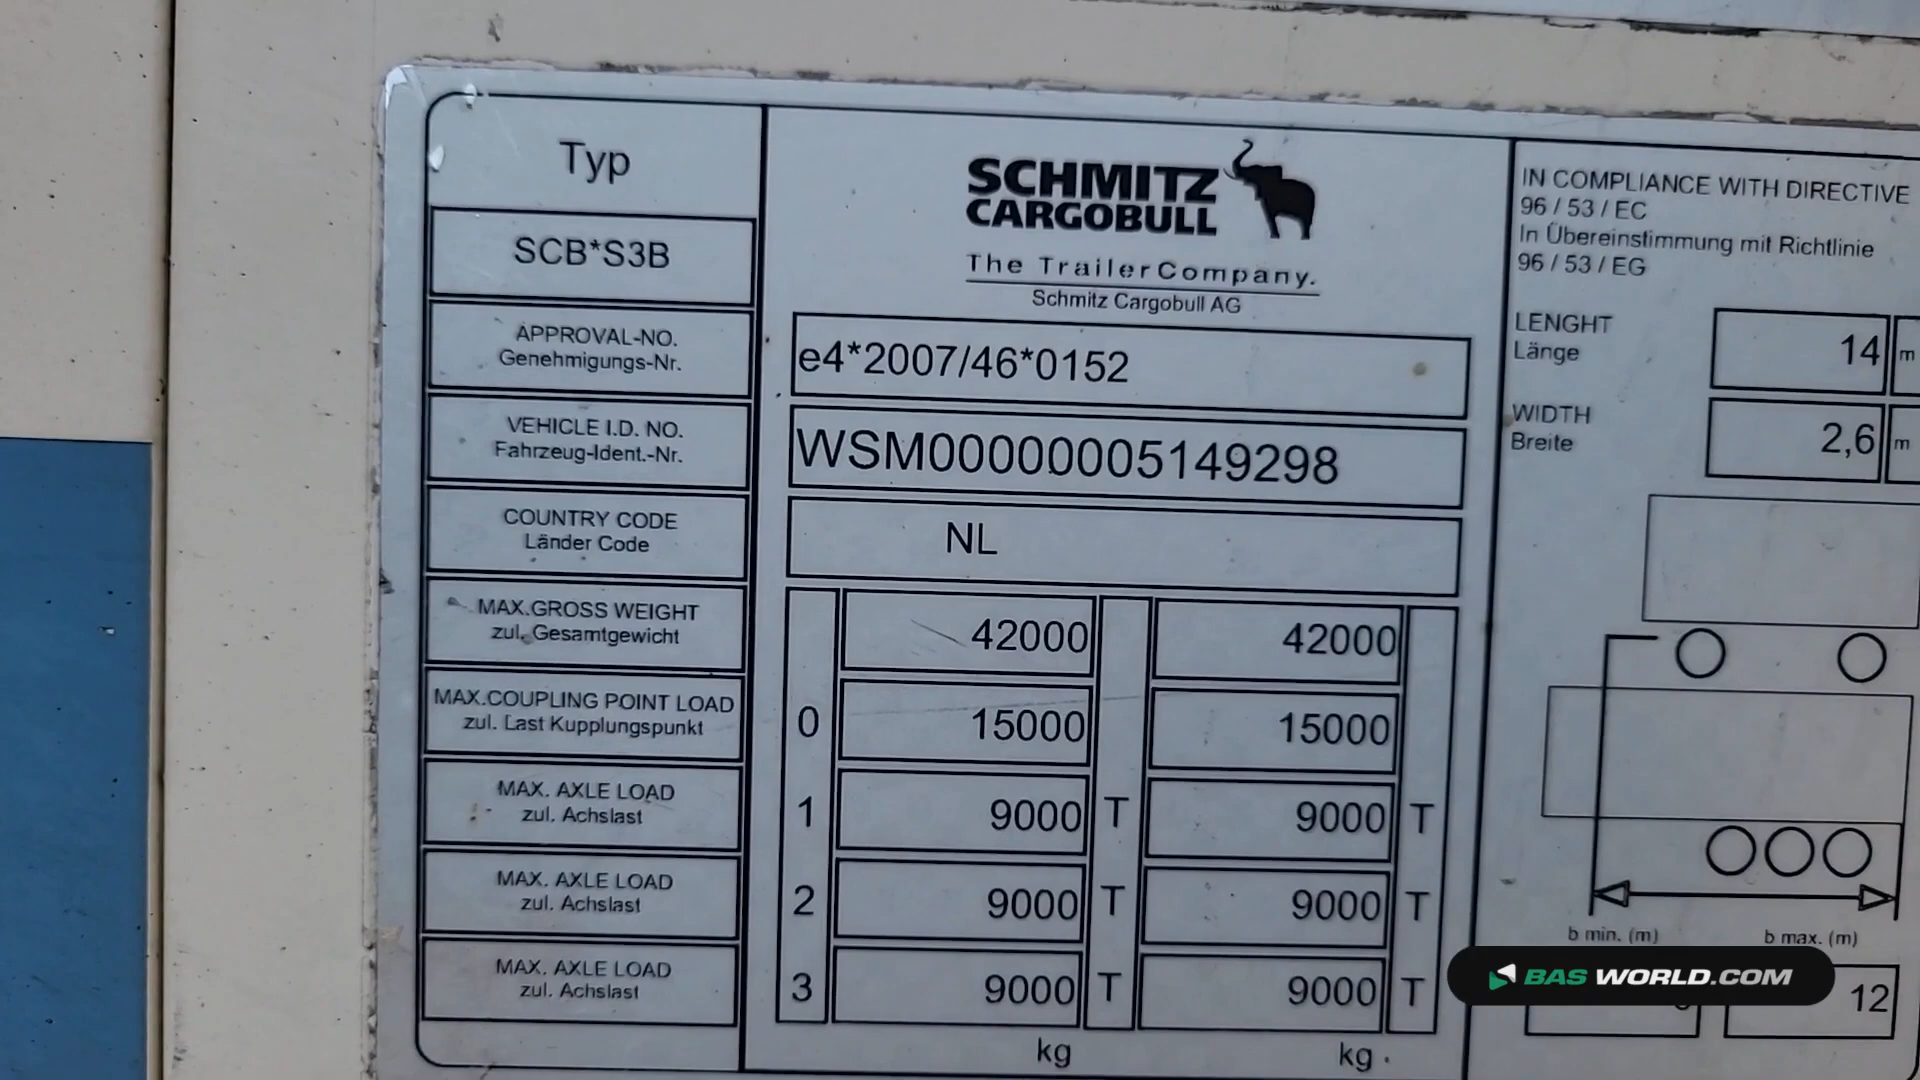 Typ
SCB*S3B
APPROVAL-NO.
Genehmigungs-Nr.
VEHICLE I.D. NO.
Fahrzeug-Ident.-Nr.
COUNTRY CODE
Länder Code
MAX.GROSS WEIGHT
zul. Gesamtgewicht
MAX.COUPLING POINT LOAD
zul. Last Kupplungspunkt
MAX. AXLE LOAD
zul. Achslast
MAX. AXLE LOAD
zul. Achslast
MAX. AXLE LOAD
zul. Achslast
SCHMITZ
CARGOBULL
The TrailerCompany.
Schmitz Cargobull AG
e4*2007/46*0152
WSM00000005149298
NL
42000 42000
0 15000 15000
1 9000 T 9000 T
2 9000 T 9000 T
3 9000 T 9000 T
kg kg
IN COMPLIANCE WITH DIRECTIVE
96 / 53 / EC
In Übereinstimmung mit Richtlinie
96 / 53 / EG
LENGHT
Länge
14 m
WIDTH
Breite
2,6 m
b min. (m) b max. (m)
12
BAS WORLD.COM